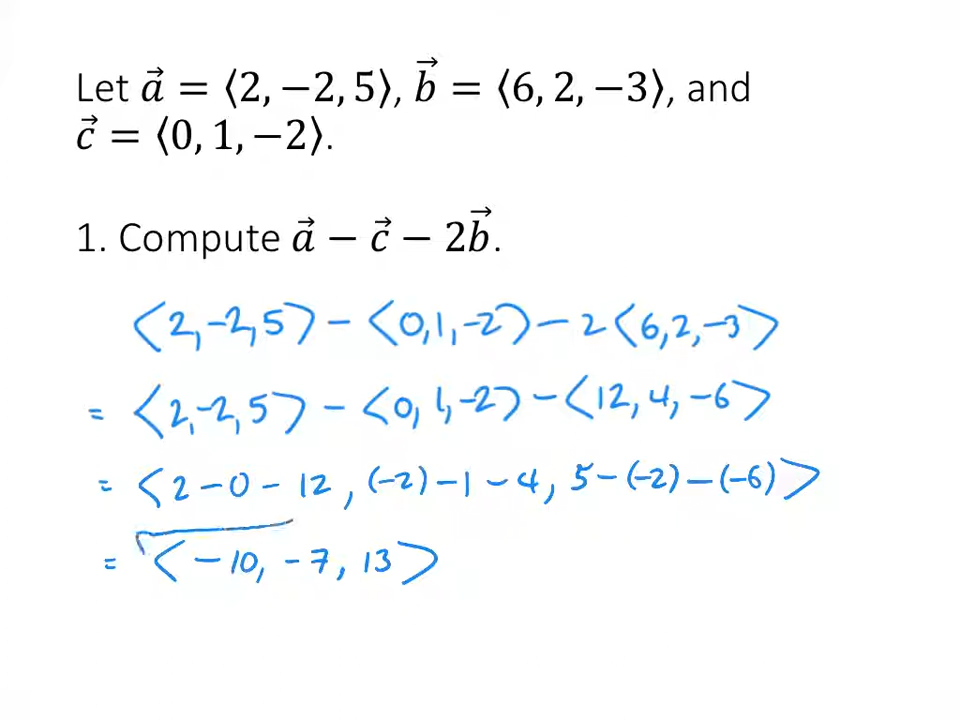 Let a⃗ = ⟨2, −2, 5⟩, b⃗ = ⟨6, 2, −3⟩, and
c⃗ = ⟨0, 1, −2⟩.
1. Compute a⃗ − c⃗ − 2b⃗.
⟨2, −2, 5⟩ − ⟨0, 1, −2⟩ − 2⟨6, 2, −3⟩
= ⟨2, −2, 5⟩ − ⟨0, 1, −2⟩ − ⟨12, 4, −6⟩
= ⟨2 − 0 − 12, (−2) − 1 − 4, 5 − (−2) − (−6)⟩
= ⟨−10, −7, 13⟩